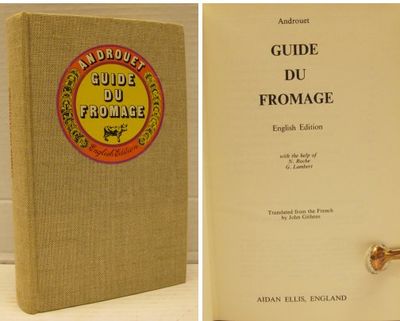 ANDROUET
GUIDE
DU
FROMAGE
English Edition
Androuet
GUIDE
DU
FROMAGE
English Edition
with the help of
N. Roche
G. Lambert
Translated from the French
by John Githens
AIDAN ELLIS, ENGLAND